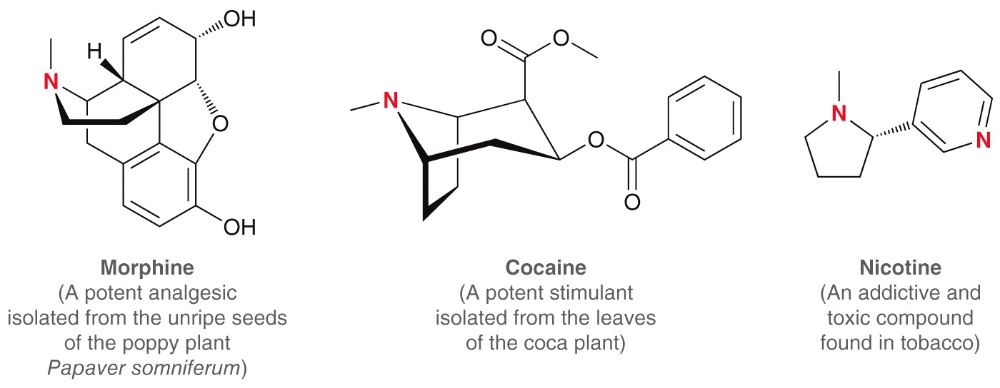 OH
H
N
O
OH
Morphine
(A potent analgesic
isolated from the unripe seeds
of the poppy plant
Papaver somniferum)
O
O
N
O
O
Cocaine
(A potent stimulant
isolated from the leaves
of the coca plant)
N
N
Nicotine
(An addictive and
toxic compound
found in tobacco)